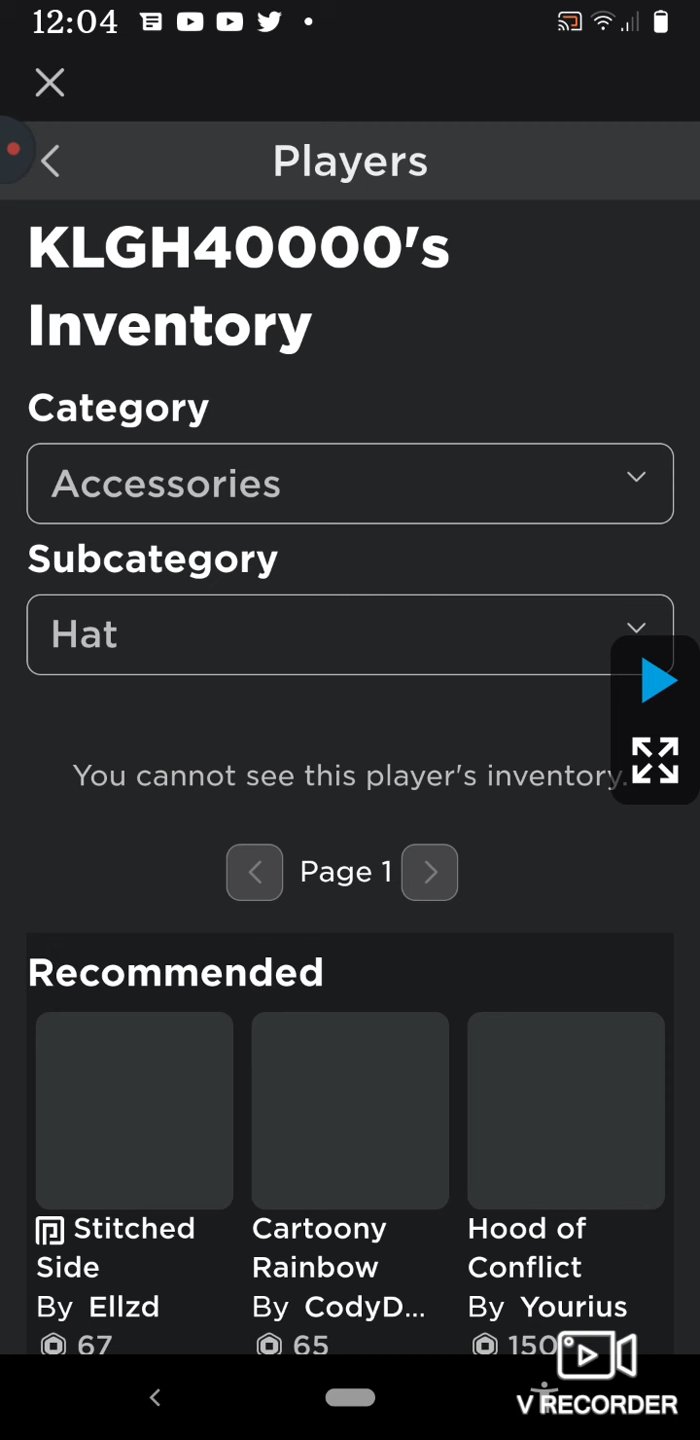 12:04
Players
KLGH40000's
Inventory
Category
Accessories
Subcategory
Hat
You cannot see this player's inventory.
Page 1
Recommended
Stitched
Side
By Ellzd
67
Cartoony
Rainbow
By CodyD...
65
Hood of
Conflict
By Yourius
150
V RECORDER